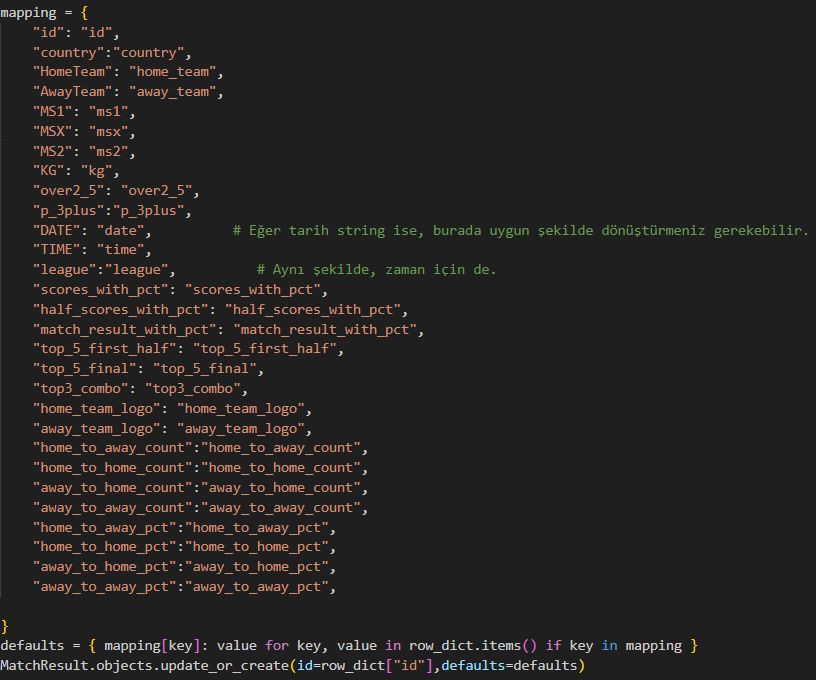 mapping = {
    "id": "id",
    "country":"country",
    "HomeTeam": "home_team",
    "AwayTeam": "away_team",
    "MS1": "ms1",
    "MSX": "msx",
    "MS2": "ms2",
    "KG": "kg",
    "over2_5": "over2_5",
    "p_3plus":"p_3plus",
    "DATE": "date",          # Eğer tarih string ise, burada uygun şekilde dönüştürmeniz gerekebilir.
    "TIME": "time",
    "league":"league",          # Aynı şekilde, zaman için de.
    "scores_with_pct": "scores_with_pct",
    "half_scores_with_pct": "half_scores_with_pct",
    "match_result_with_pct": "match_result_with_pct",
    "top_5_first_half": "top_5_first_half",
    "top_5_final": "top_5_final",
    "top3_combo": "top3_combo",
    "home_team_logo": "home_team_logo",
    "away_team_logo": "away_team_logo",
    "home_to_away_count":"home_to_away_count",
    "home_to_home_count":"home_to_home_count",
    "away_to_home_count":"away_to_home_count",
    "away_to_away_count":"away_to_away_count",
    "home_to_away_pct":"home_to_away_pct",
    "home_to_home_pct":"home_to_home_pct",
    "away_to_home_pct":"away_to_home_pct",
    "away_to_away_pct":"away_to_away_pct",
}
defaults = { mapping[key]: value for key, value in row_dict.items() if key in mapping }
MatchResult.objects.update_or_create(id=row_dict["id"],defaults=defaults)